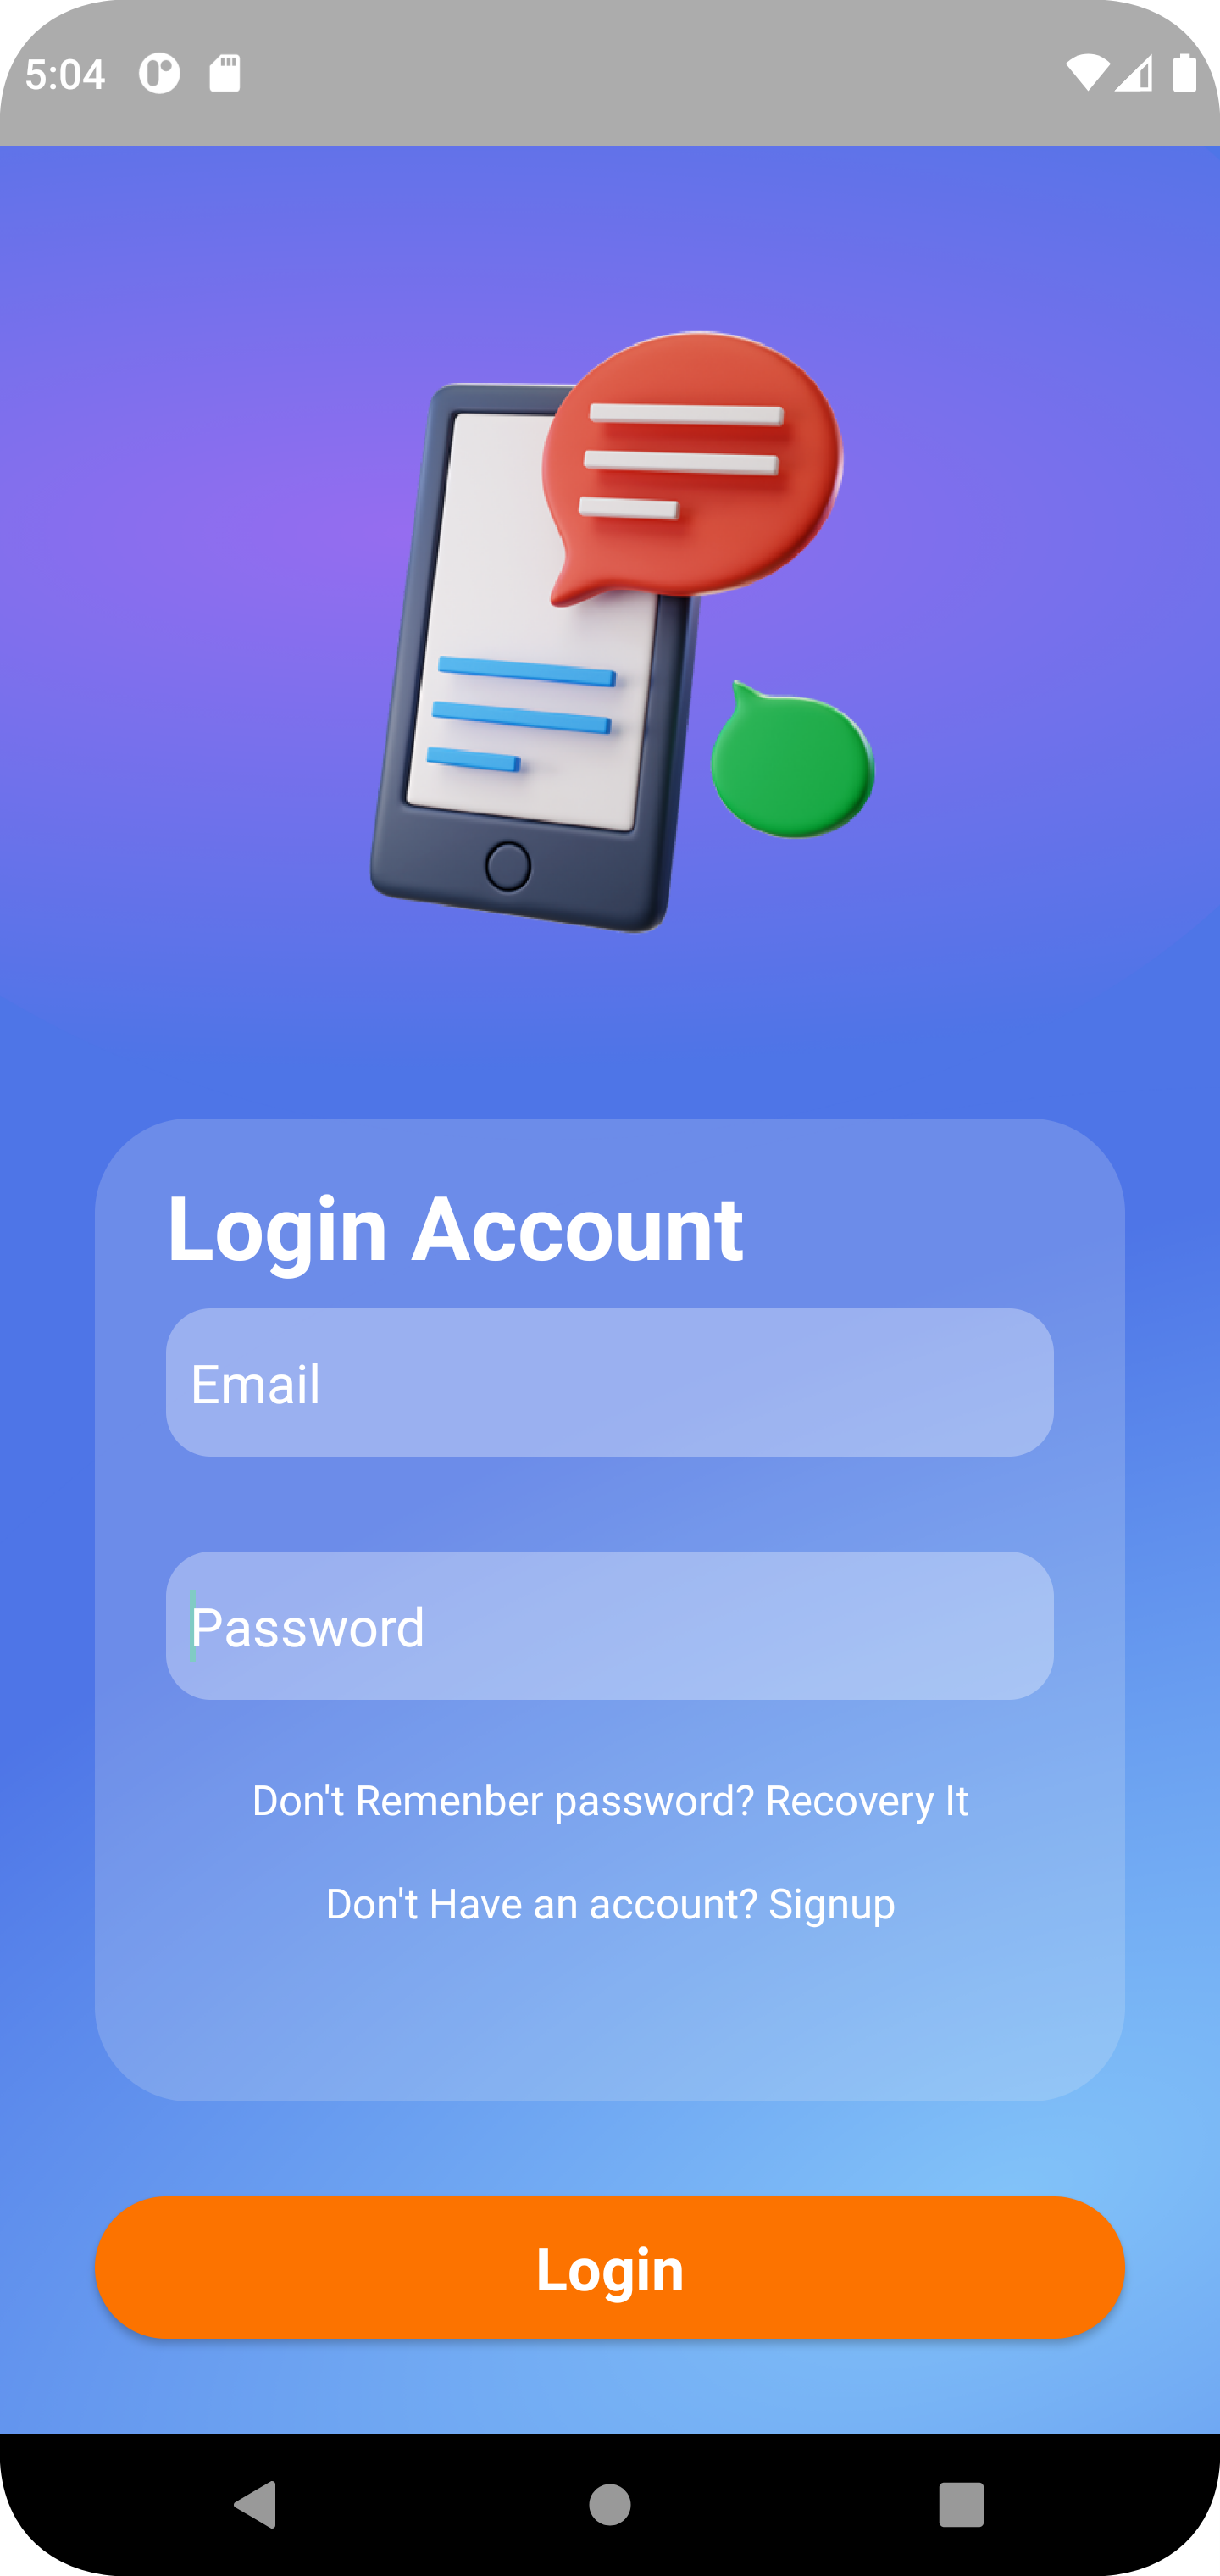 5:04
Login Account
Email
Password
Don't Remenber password? Recovery It
Don't Have an account? Signup
Login